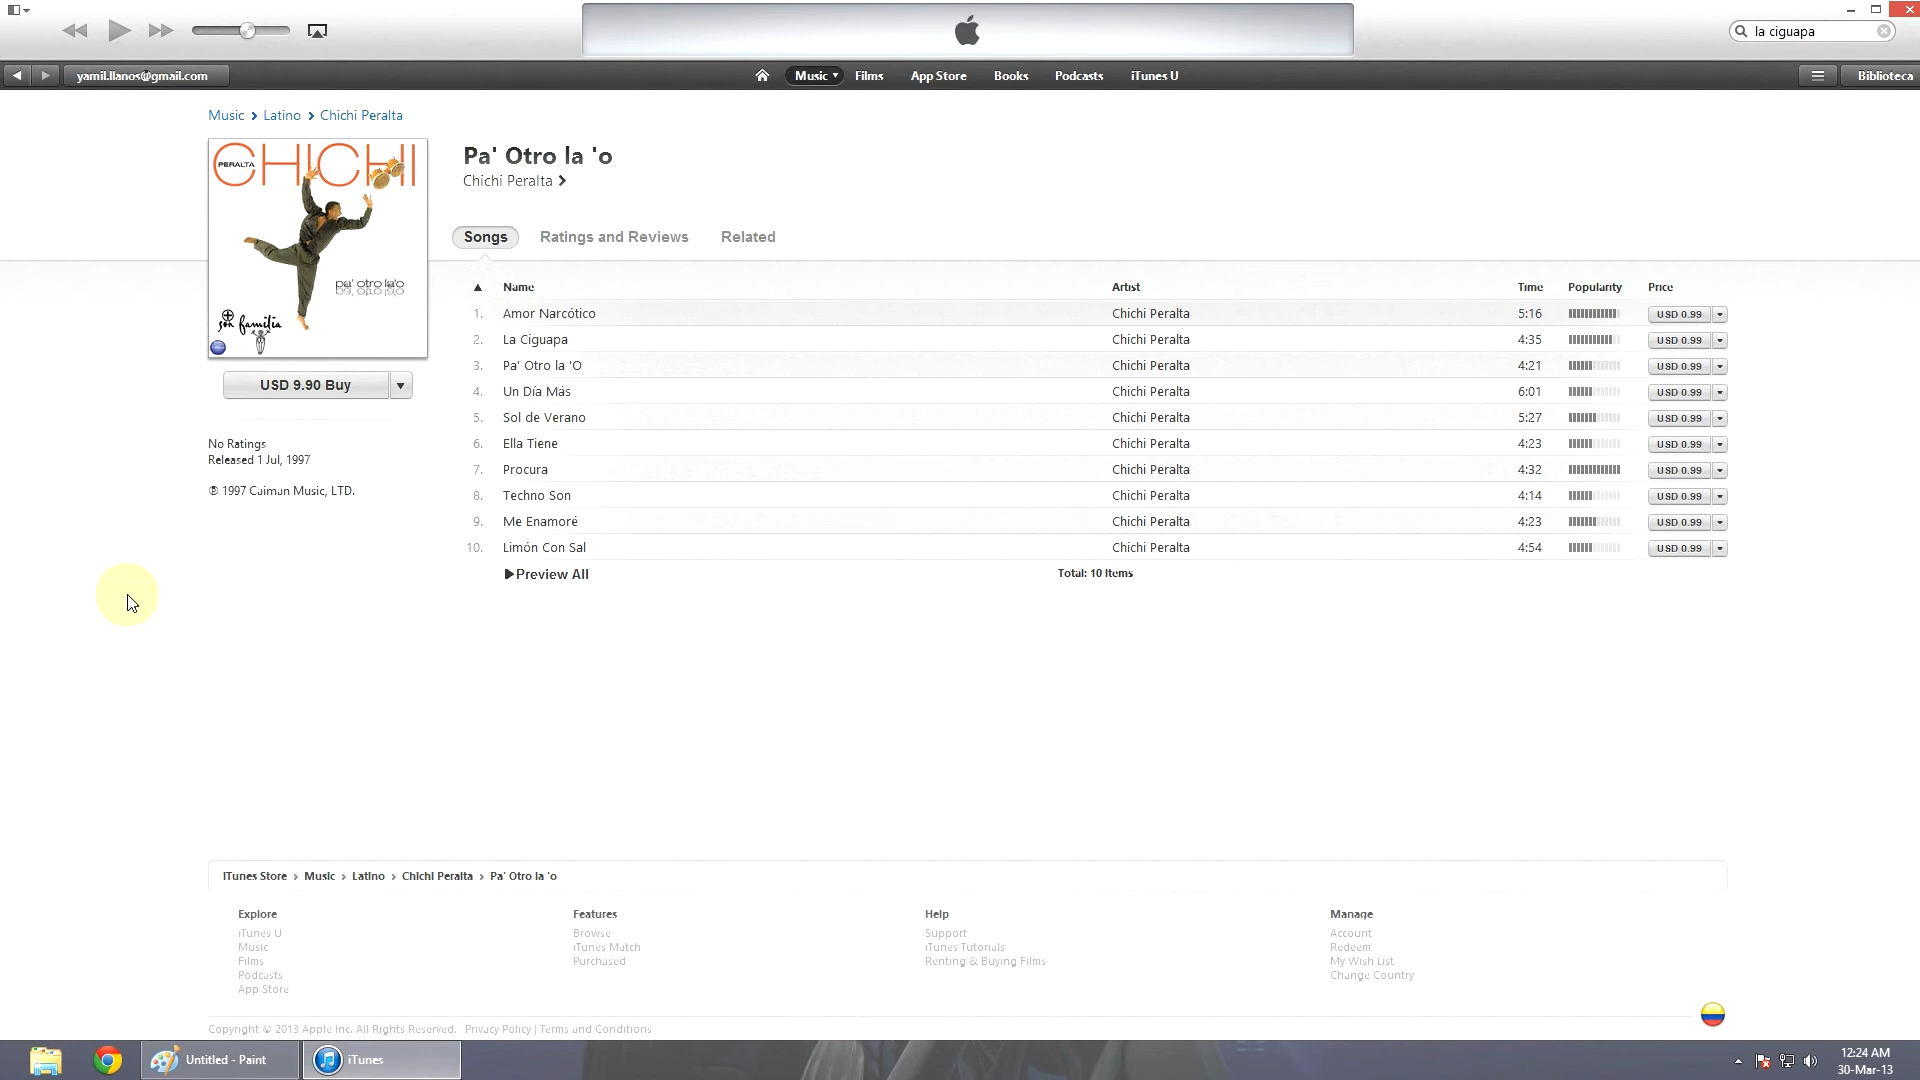 la ciguapa
yamil.llanos@gmail.com
Music Films App Store Books Podcasts iTunes U
Biblioteca
Music > Latino > Chichi Peralta
CHICHI
PERALTA
pa' otro la'o
son familia
Pa' Otro la 'o
Chichi Peralta >
Songs Ratings and Reviews Related
USD 9.90 Buy
No Ratings
Released 1 Jul, 1997
℗ 1997 Caiman Music, LTD.
Name Artist Time Popularity Price
1. Amor Narcótico Chichi Peralta 5:16 USD 0.99
2. La Ciguapa Chichi Peralta 4:35 USD 0.99
3. Pa' Otro la 'O Chichi Peralta 4:21 USD 0.99
4. Un Día Más Chichi Peralta 6:01 USD 0.99
5. Sol de Verano Chichi Peralta 5:27 USD 0.99
6. Ella Tiene Chichi Peralta 4:23 USD 0.99
7. Procura Chichi Peralta 4:32 USD 0.99
8. Techno Son Chichi Peralta 4:14 USD 0.99
9. Me Enamoré Chichi Peralta 4:23 USD 0.99
10. Limón Con Sal Chichi Peralta 4:54 USD 0.99
Preview All Total: 10 Items
iTunes Store > Music > Latino > Chichi Peralta > Pa' Otro la 'o
Explore
iTunes U
Music
Films
Podcasts
App Store
Features
Browse
iTunes Match
Purchased
Help
Support
iTunes Tutorials
Renting & Buying Films
Manage
Account
Redeem
My Wish List
Change Country
Copyright © 2013 Apple Inc. All Rights Reserved. Privacy Policy | Terms and Conditions
Untitled - Paint
iTunes
12:24 AM
30-Mar-13